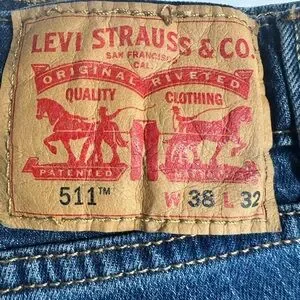 LEVI STRAUSS & CO.
SAN FRANCISCO
CAL
ORIGINAL RIVETED
QUALITY CLOTHING
PATENTED
511™ W 38 L 32